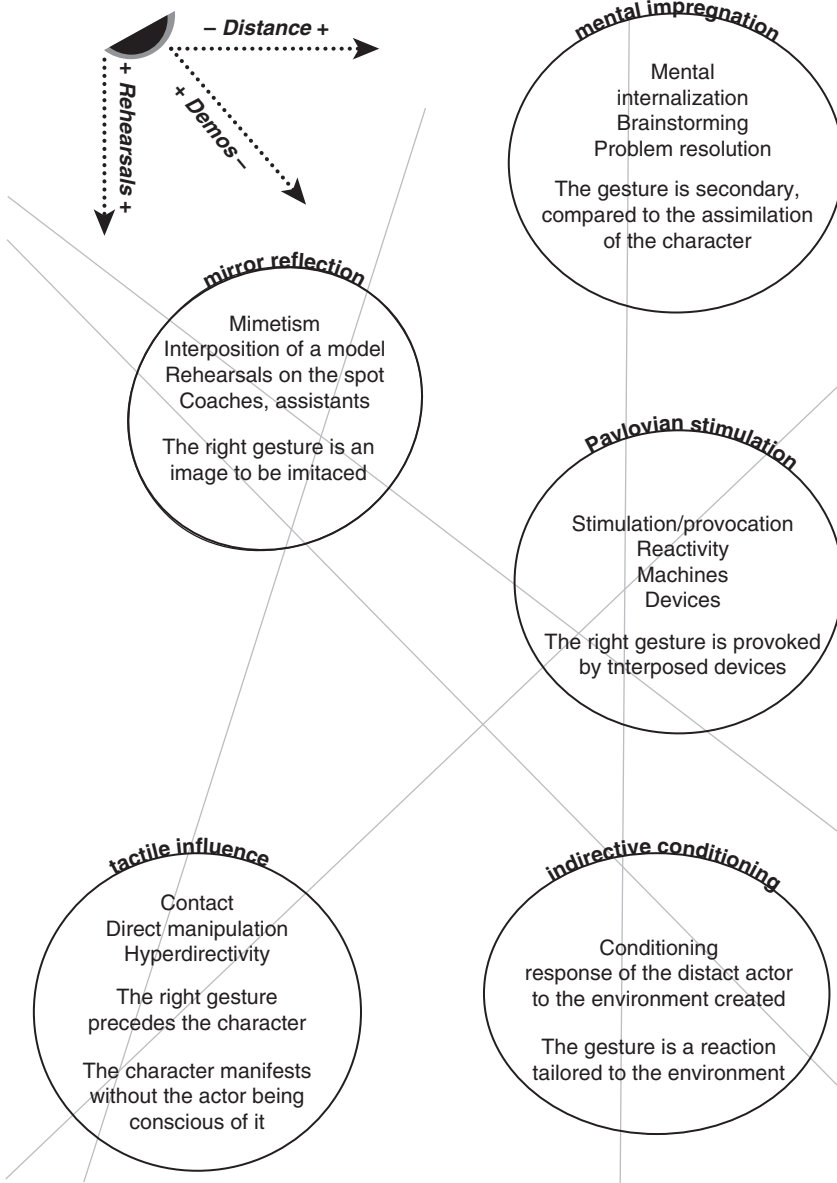 – Distance +
+ Rehearsals +
+ Demos –
mental impregnation
Mental
internalization
Brainstorming
Problem resolution
The gesture is secondary,
compared to the assimilation
of the character
mirror reflection
Mimetism
Interposition of a model
Rehearsals on the spot
Coaches, assistants
The right gesture is an
image to be imitaced
Pavlovian stimulation
Stimulation/provocation
Reactivity
Machines
Devices
The right gesture is provoked
by tnterposed devices
tactile influence
Contact
Direct manipulation
Hyperdirectivity
The right gesture
precedes the character
The character manifests
without the actor being
conscious of it
indirective conditioning
Conditioning
response of the distact actor
to the environment created
The gesture is a reaction
tailored to the environment